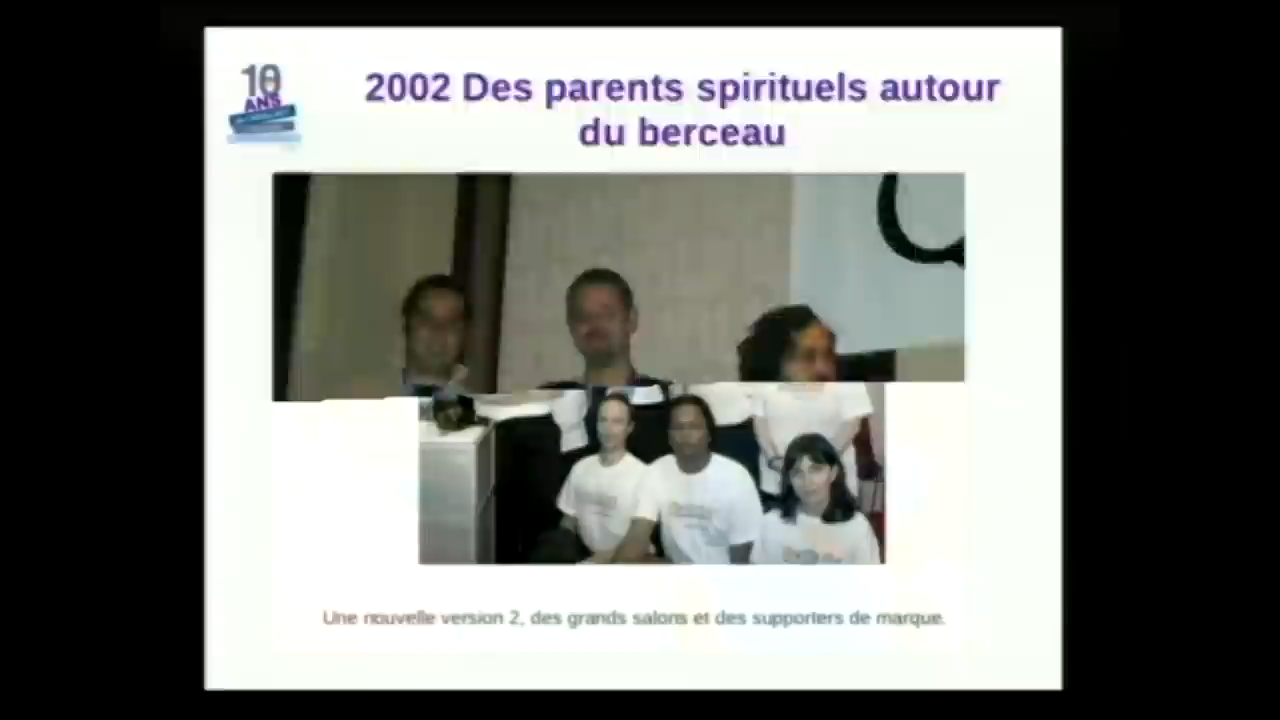 10
ANS
2002 Des parents spirituels autour
du berceau
Une nouvelle version 2, des grands salons et des supporters de marque.